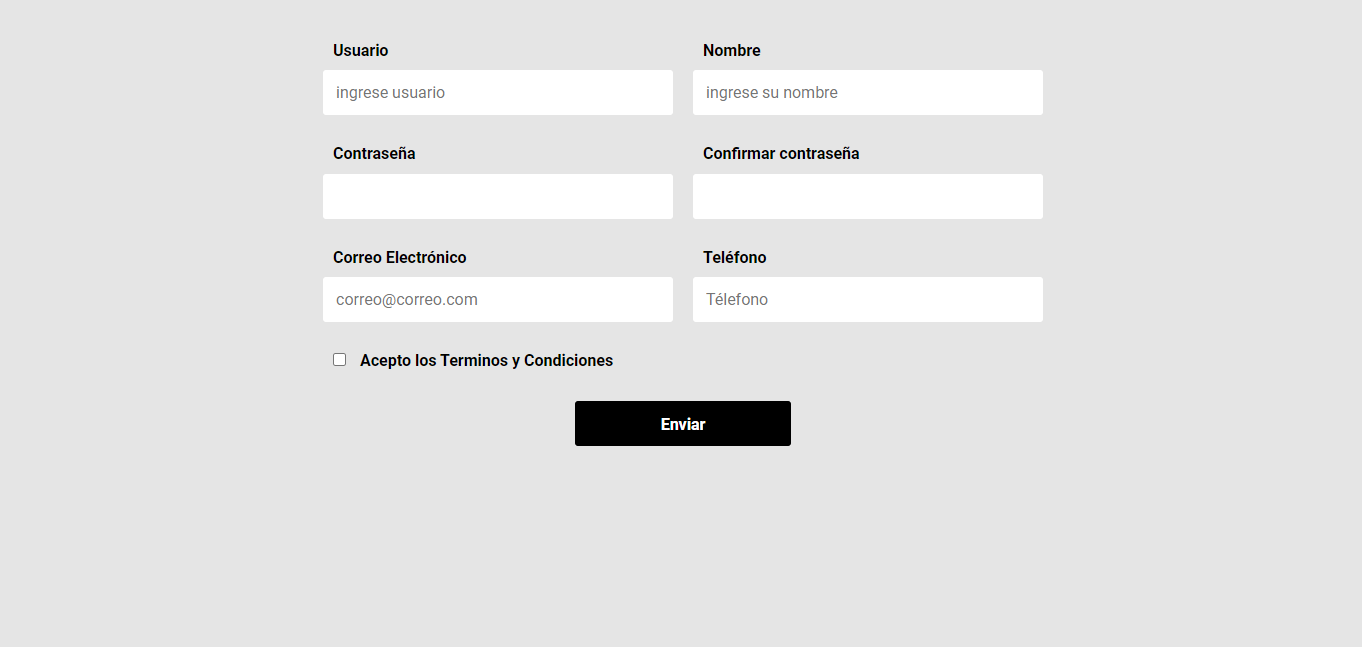 Usuario
Nombre
ingrese usuario
ingrese su nombre
Contraseña
Confirmar contraseña
Correo Electrónico
Teléfono
correo@correo.com
Télefono
Acepto los Terminos y Condiciones
Enviar